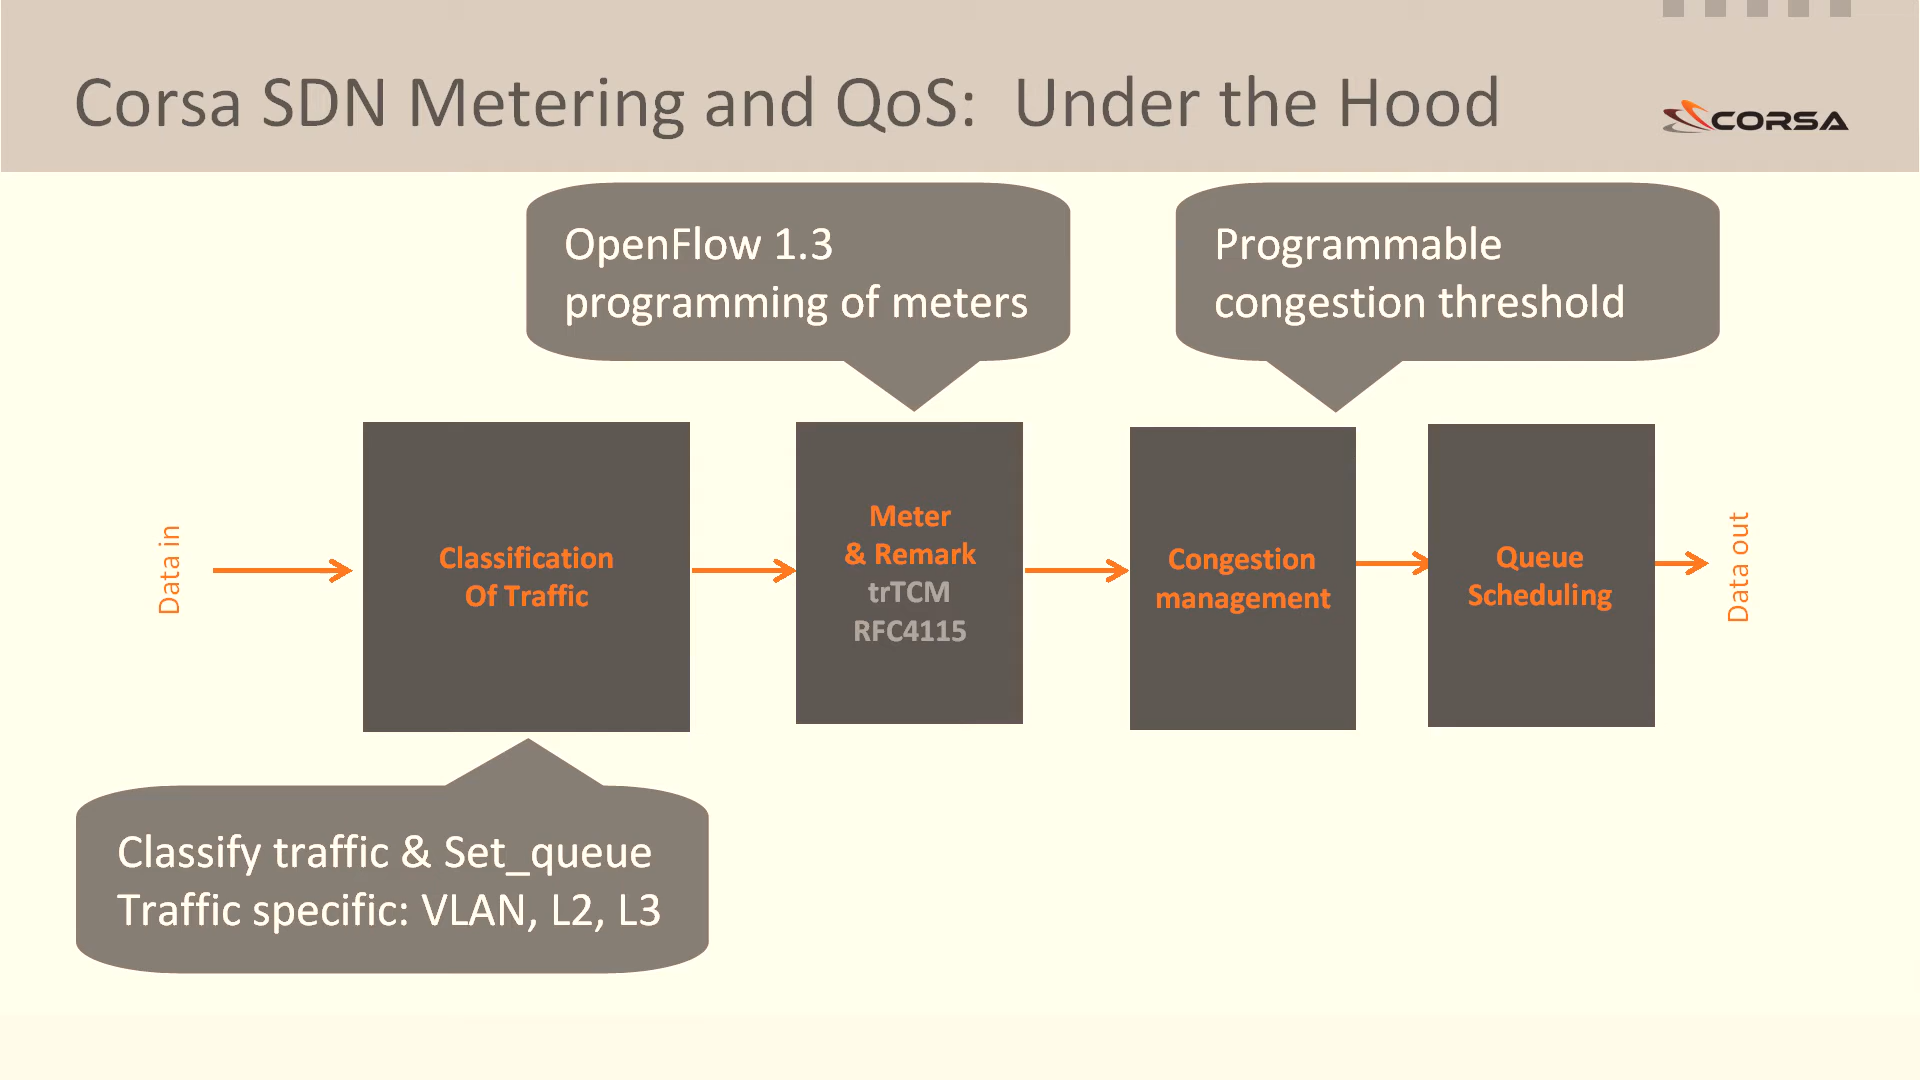 Corsa SDN Metering and QoS: Under the Hood
CORSA
OpenFlow 1.3
programming of meters
Programmable
congestion threshold
Data in
Classification
Of Traffic
Meter
& Remark
trTCM
RFC4115
Congestion
management
Queue
Scheduling
Data out
Classify traffic & Set_queue
Traffic specific: VLAN, L2, L3